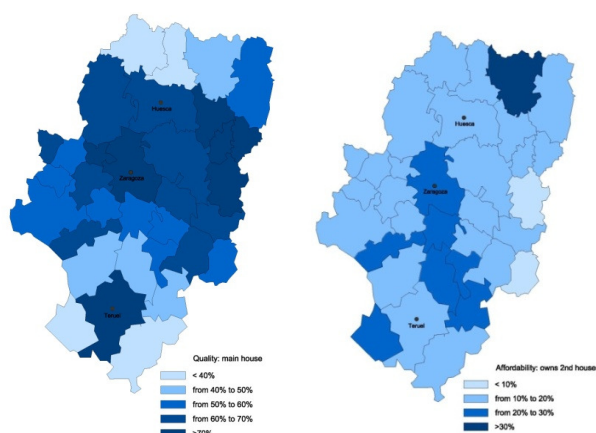 Huesca
Zaragoza
Teruel
Quality: main house
< 40%
from 40% to 50%
from 50% to 60%
from 60% to 70%
>70%
Huesca
Zaragoza
Teruel
Affordability: owns 2nd house
< 10%
from 10% to 20%
from 20% to 30%
>30%